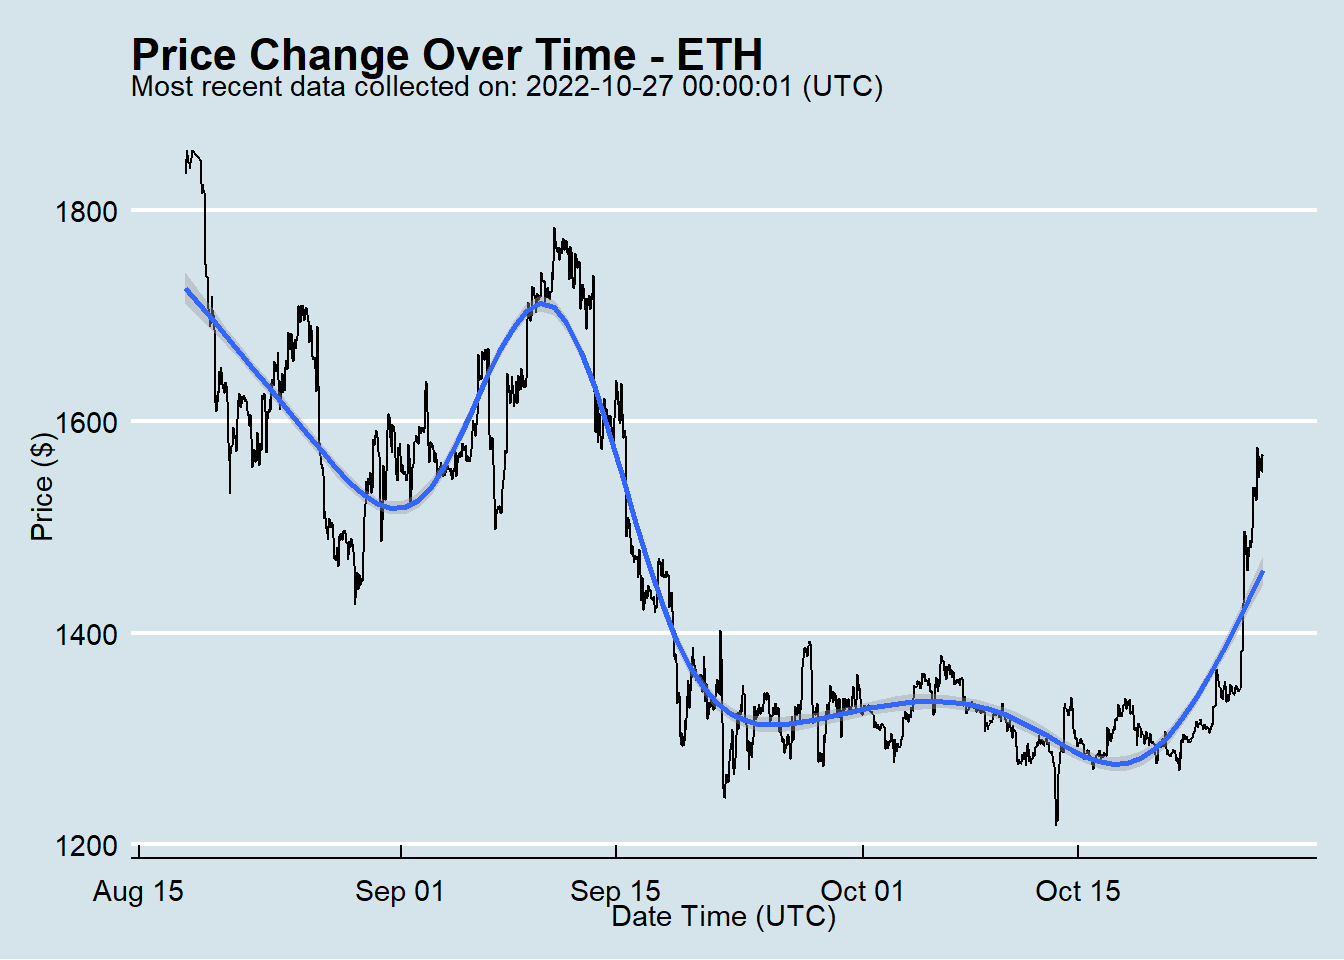 Price Change Over Time - ETH
Most recent data collected on: 2022-10-27 00:00:01 (UTC)
Price ($)
1800
1600
1400
1200
Aug 15 Sep 01 Sep 15 Oct 01 Oct 15
Date Time (UTC)